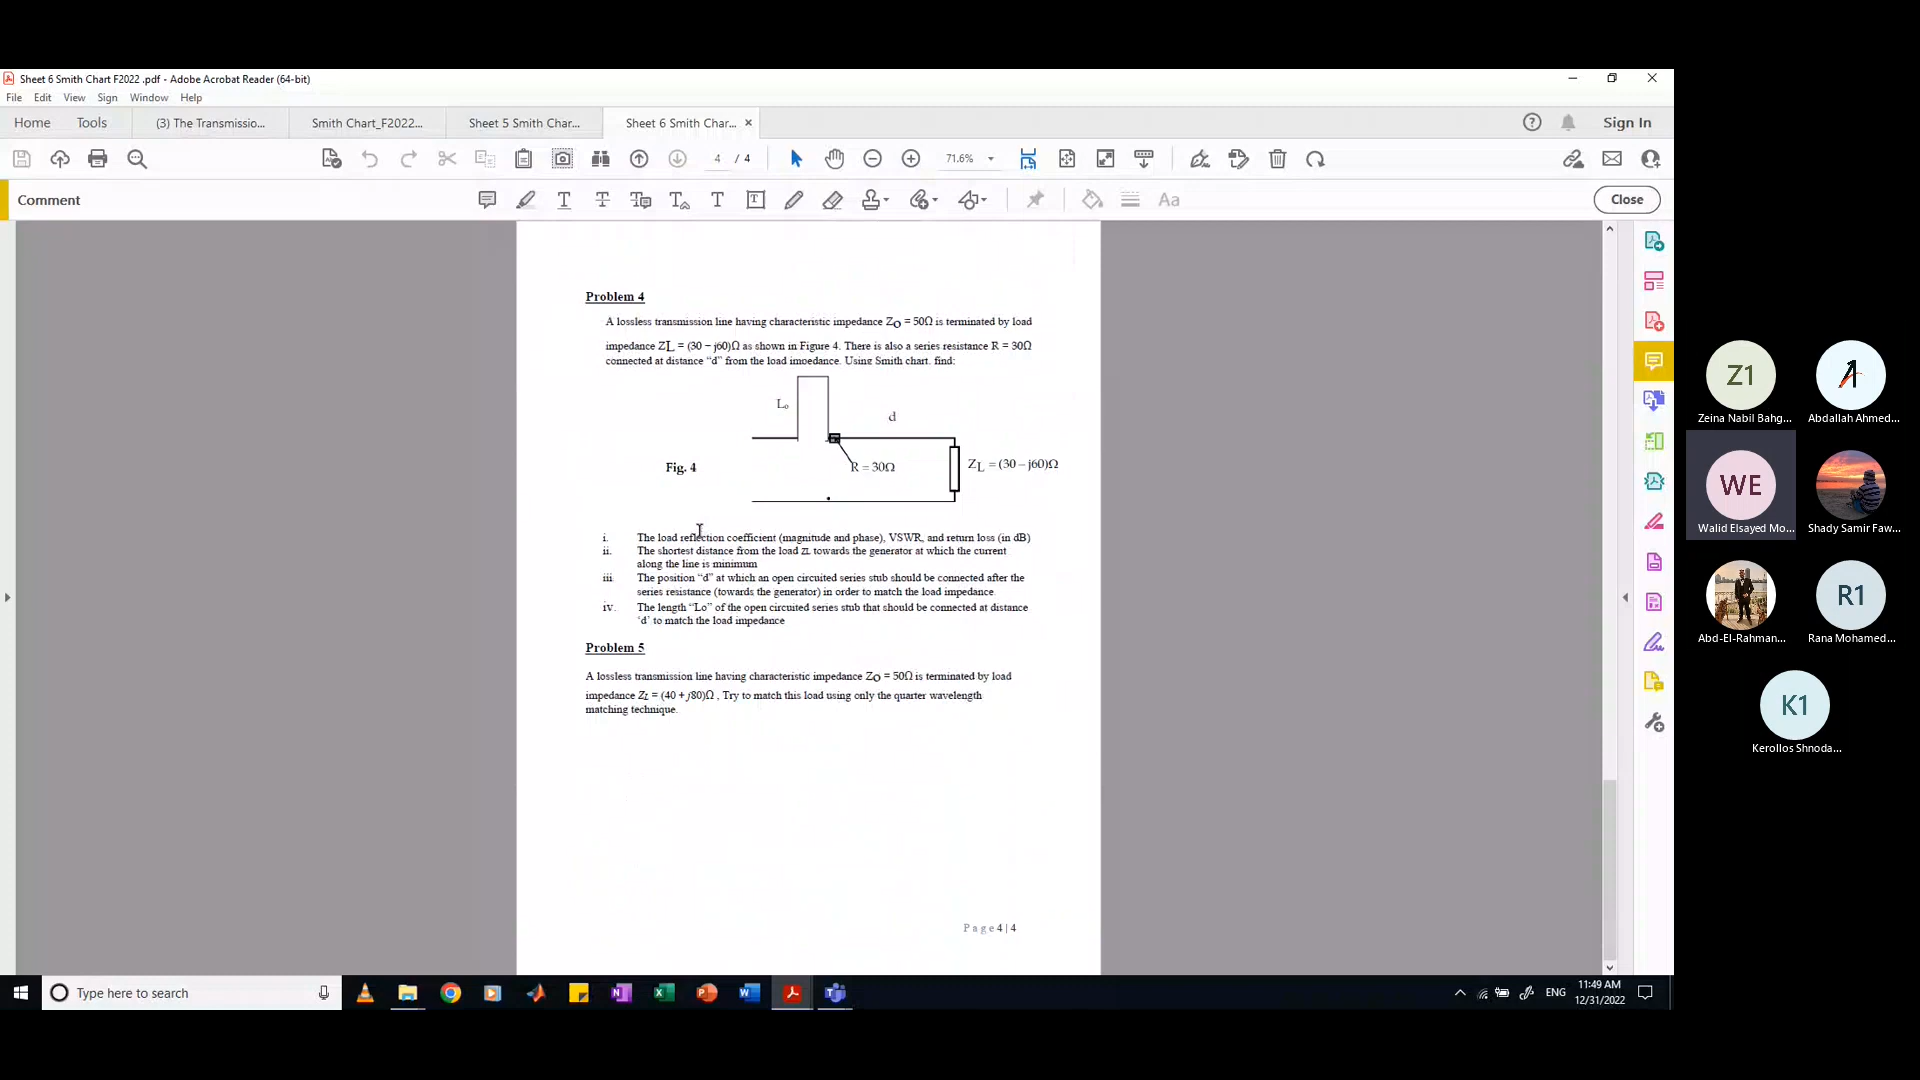 Sheet 6 Smith Chart F2022 .pdf - Adobe Acrobat Reader (64-bit)
File Edit View Sign Window Help
Home Tools (3) The Transmissio... Smith Chart_F2022... Sheet 5 Smith Char... Sheet 6 Smith Char... × Sign In
4 / 4 71.6%
Comment Aa Close
Problem 4
A lossless transmission line having characteristic impedance ZO = 50Ω is terminated by load
impedance ZL = (30 − j60)Ω as shown in Figure 4. There is also a series resistance R = 30Ω
connected at distance “d” from the load impedance. Using Smith chart, find:
Lo
d
Fig. 4
R = 30Ω
ZL = (30 – j60)Ω
i. The load reflection coefficient (magnitude and phase), VSWR, and return loss (in dB)
ii. The shortest distance from the load ZL towards the generator at which the current
along the line is minimum
iii. The position “d” at which an open circuited series stub should be connected after the
series resistance (towards the generator) in order to match the load impedance.
iv. The length “Lo” of the open circuited series stub that should be connected at distance
‘d’ to match the load impedance
Problem 5
A lossless transmission line having characteristic impedance ZO = 50Ω is terminated by load
impedance ZL = (40 + j80)Ω , Try to match this load using only the quarter wavelength
matching technique.
P a g e 4 | 4
Z1
Zeina Nabil Bahg...
Abdallah Ahmed...
WE
Walid Elsayed Mo...
Shady Samir Faw...
Abd-El-Rahman...
R1
Rana Mohamed...
K1
Kerollos Shnoda...
Type here to search
ENG
11:49 AM
12/31/2022